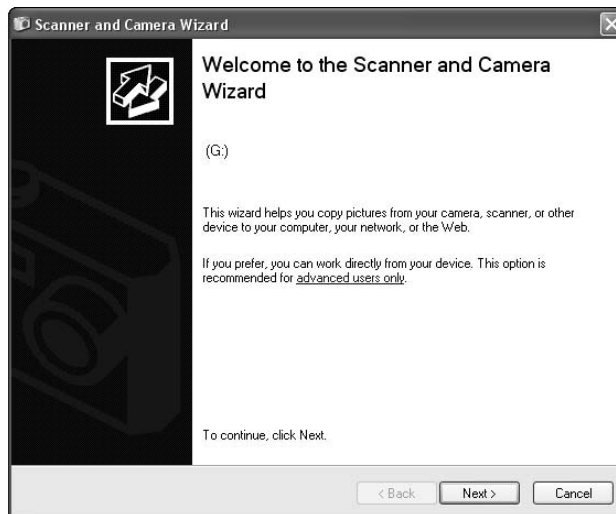 Scanner and Camera Wizard
Welcome to the Scanner and Camera
Wizard
(G:)
This wizard helps you copy pictures from your camera, scanner, or other
device to your computer, your network, or the Web.
If you prefer, you can work directly from your device. This option is
recommended for advanced users only.
To continue, click Next.
< Back
Next >
Cancel